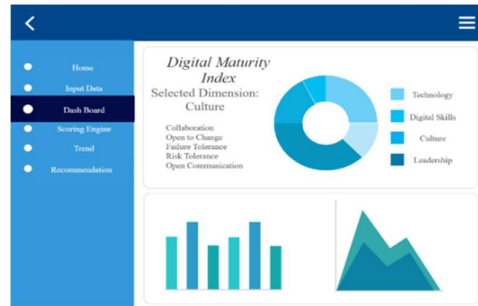 Home
Input Data
Dash Board
Scoring Engine
Trend
Recommendation
Digital Maturity
Index
Selected Dimension:
Culture
Collaboration
Open to Change
Failure Tolerance
Risk Tolerance
Open Communication
Technology
Digital Skills
Culture
Leadership